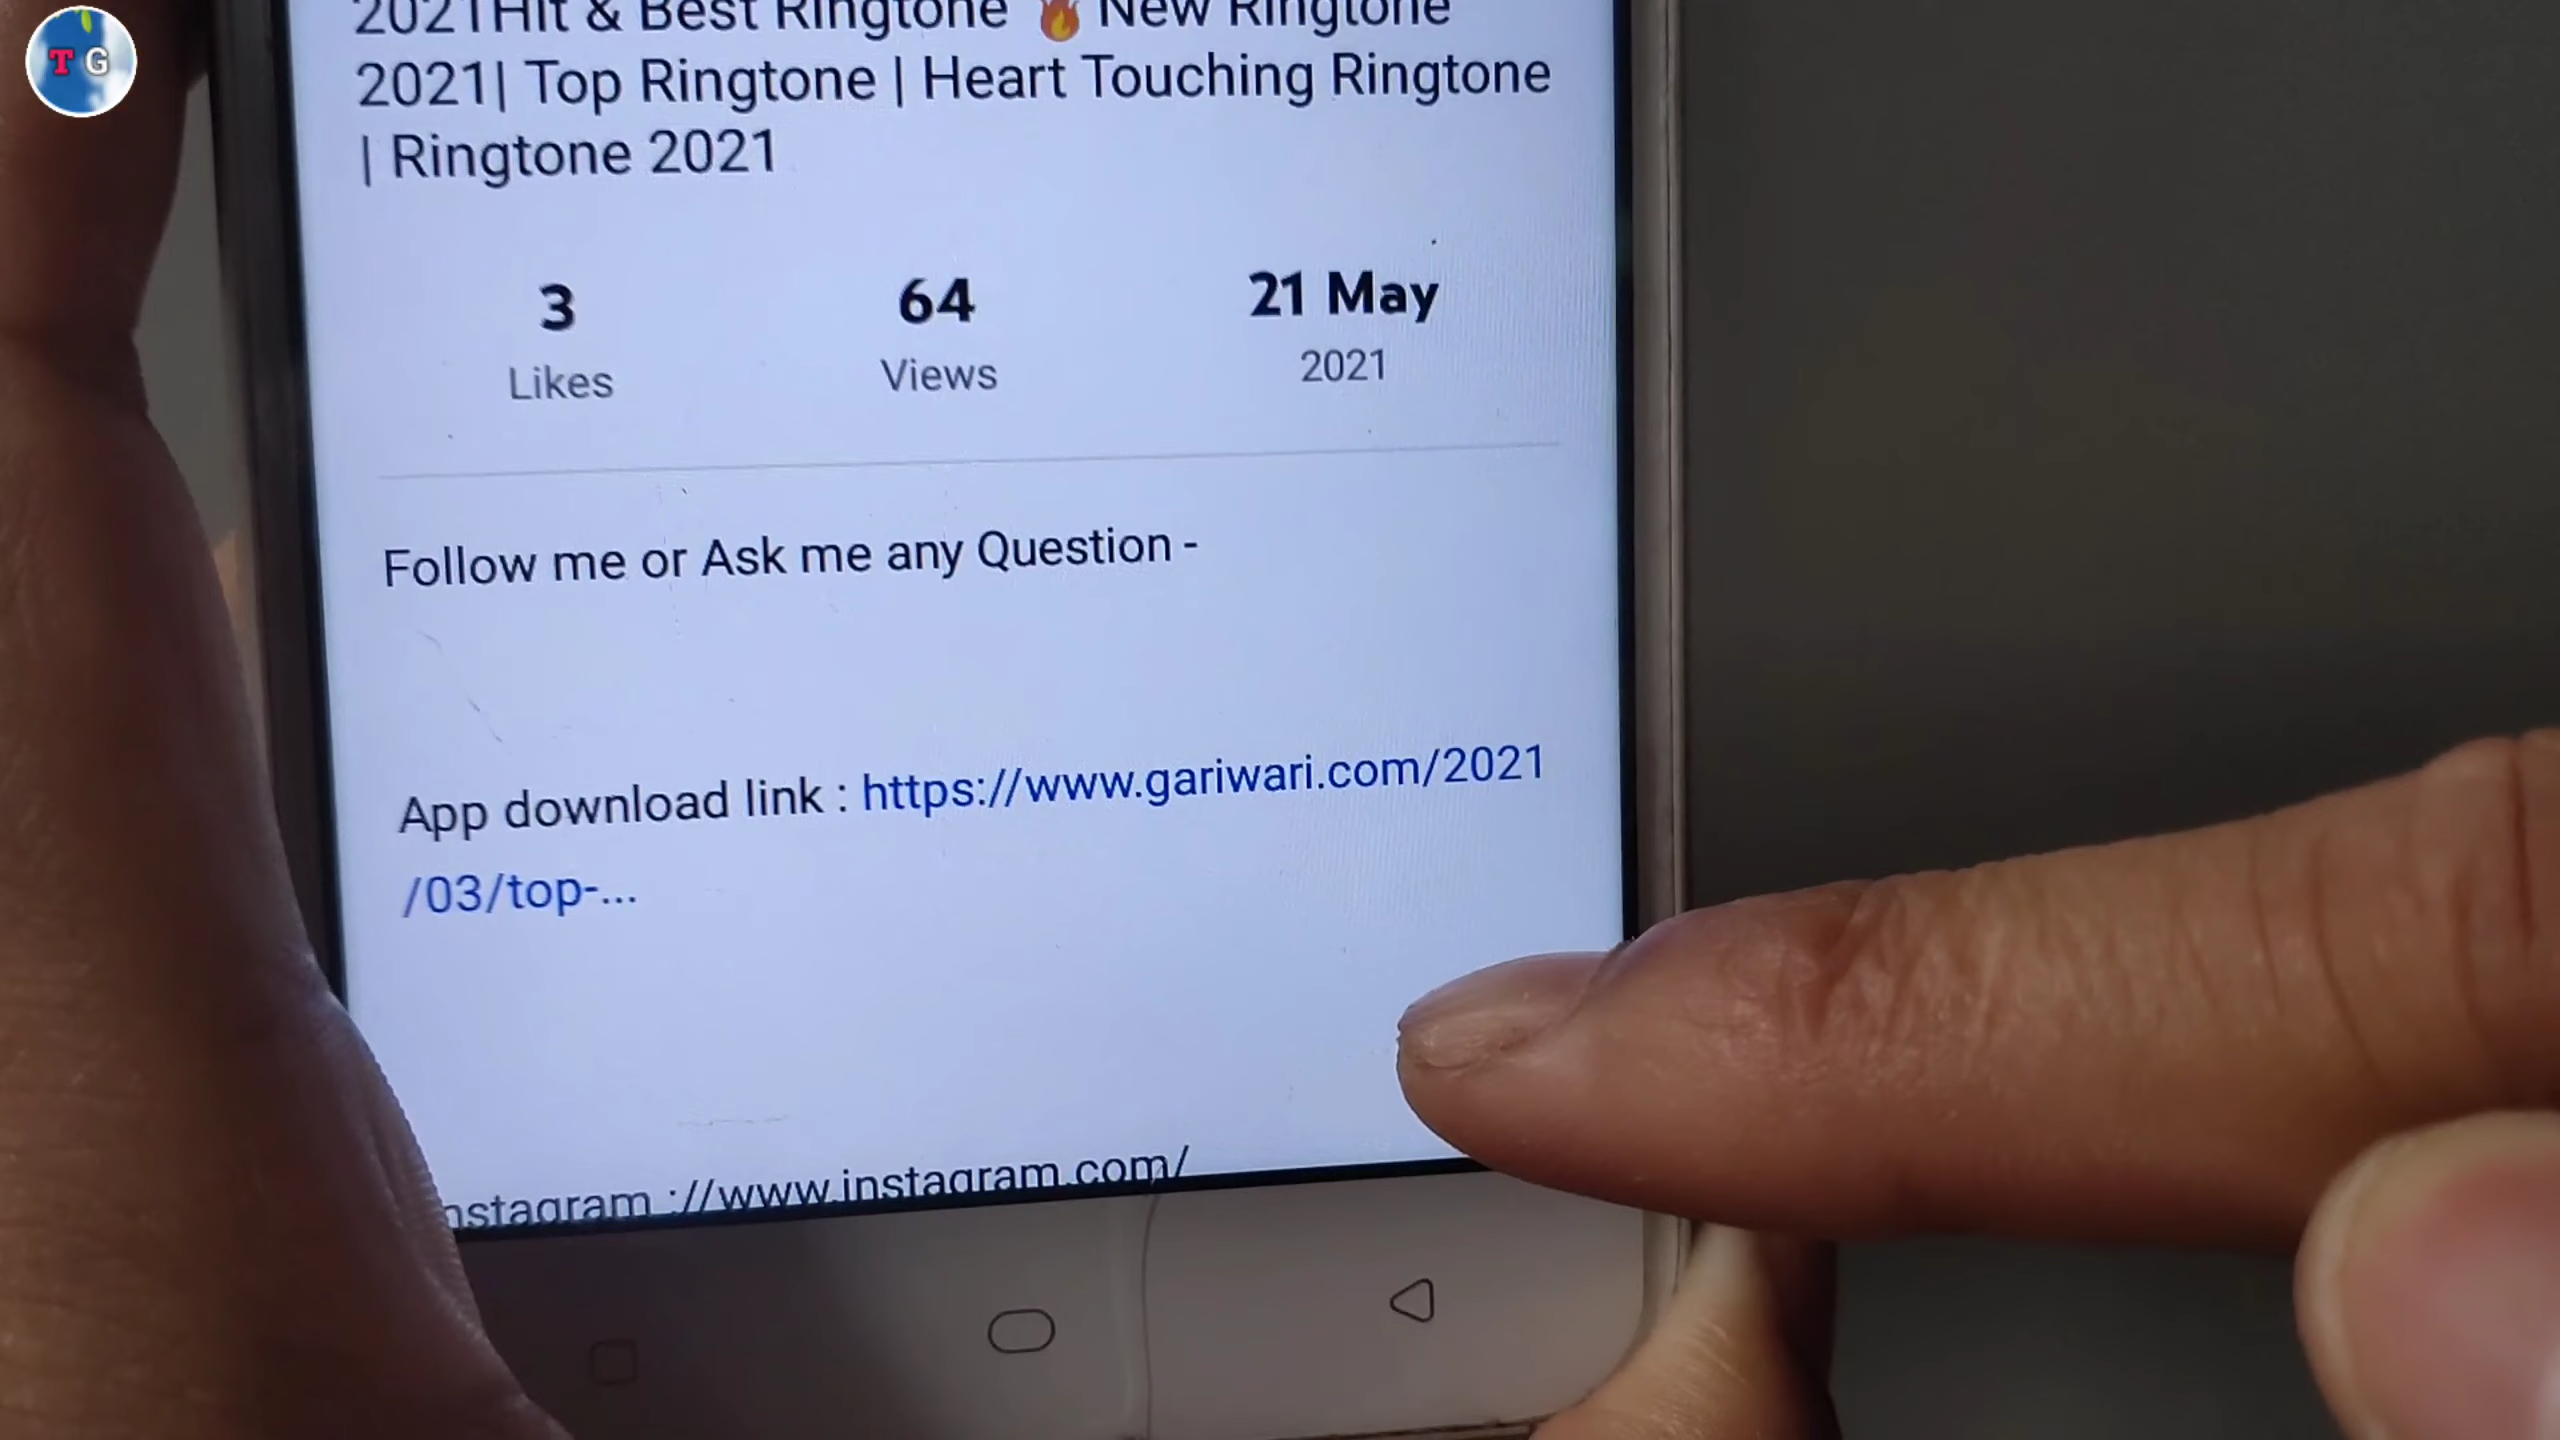 T G
2021Hit & Best Ringtone 🔥 New Ringtone
2021| Top Ringtone | Heart Touching Ringtone
| Ringtone 2021
3
Likes
64
Views
21 May
2021
Follow me or Ask me any Question -
App download link : https://www.gariwari.com/2021
/03/top-...
nstagram ://www.instagram.com/